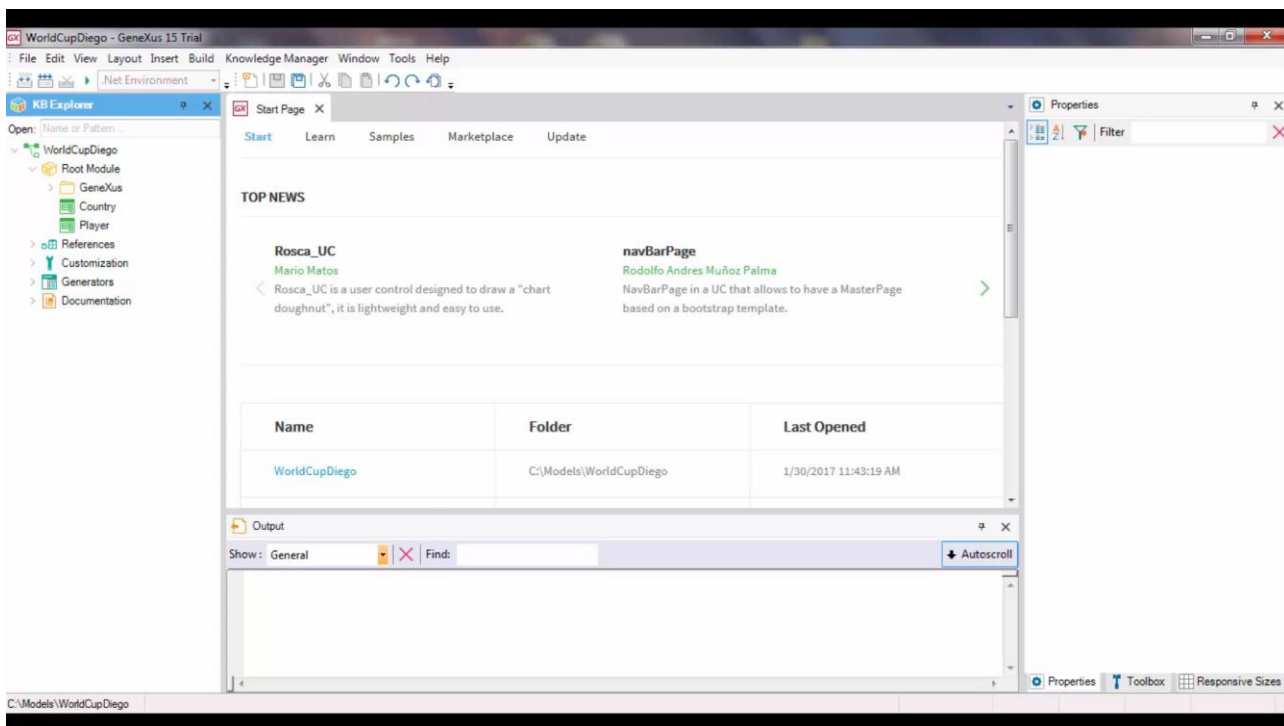 WorldCupDiego - GeneXus 15 Trial
File Edit View Layout Insert Build Knowledge Manager Window Tools Help
.Net Environment
KB Explorer
Open: Name or Pattern ...
WorldCupDiego
Root Module
GeneXus
Country
Player
References
Customization
Generators
Documentation
Start Page
Start Learn Samples Marketplace Update
TOP NEWS
Rosca_UC
Mario Matos
Rosca_UC is a user control designed to draw a "chart
doughnut", it is lightweight and easy to use.
navBarPage
Rodolfo Andres Muñoz Palma
NavBarPage in a UC that allows to have a MasterPage
based on a bootstrap template.
Name Folder Last Opened
WorldCupDiego C:\Models\WorldCupDiego 1/30/2017 11:43:19 AM
Output
Show: General Find: Autoscroll
Properties
Filter
Properties Toolbox Responsive Sizes
C:\Models\WorldCupDiego